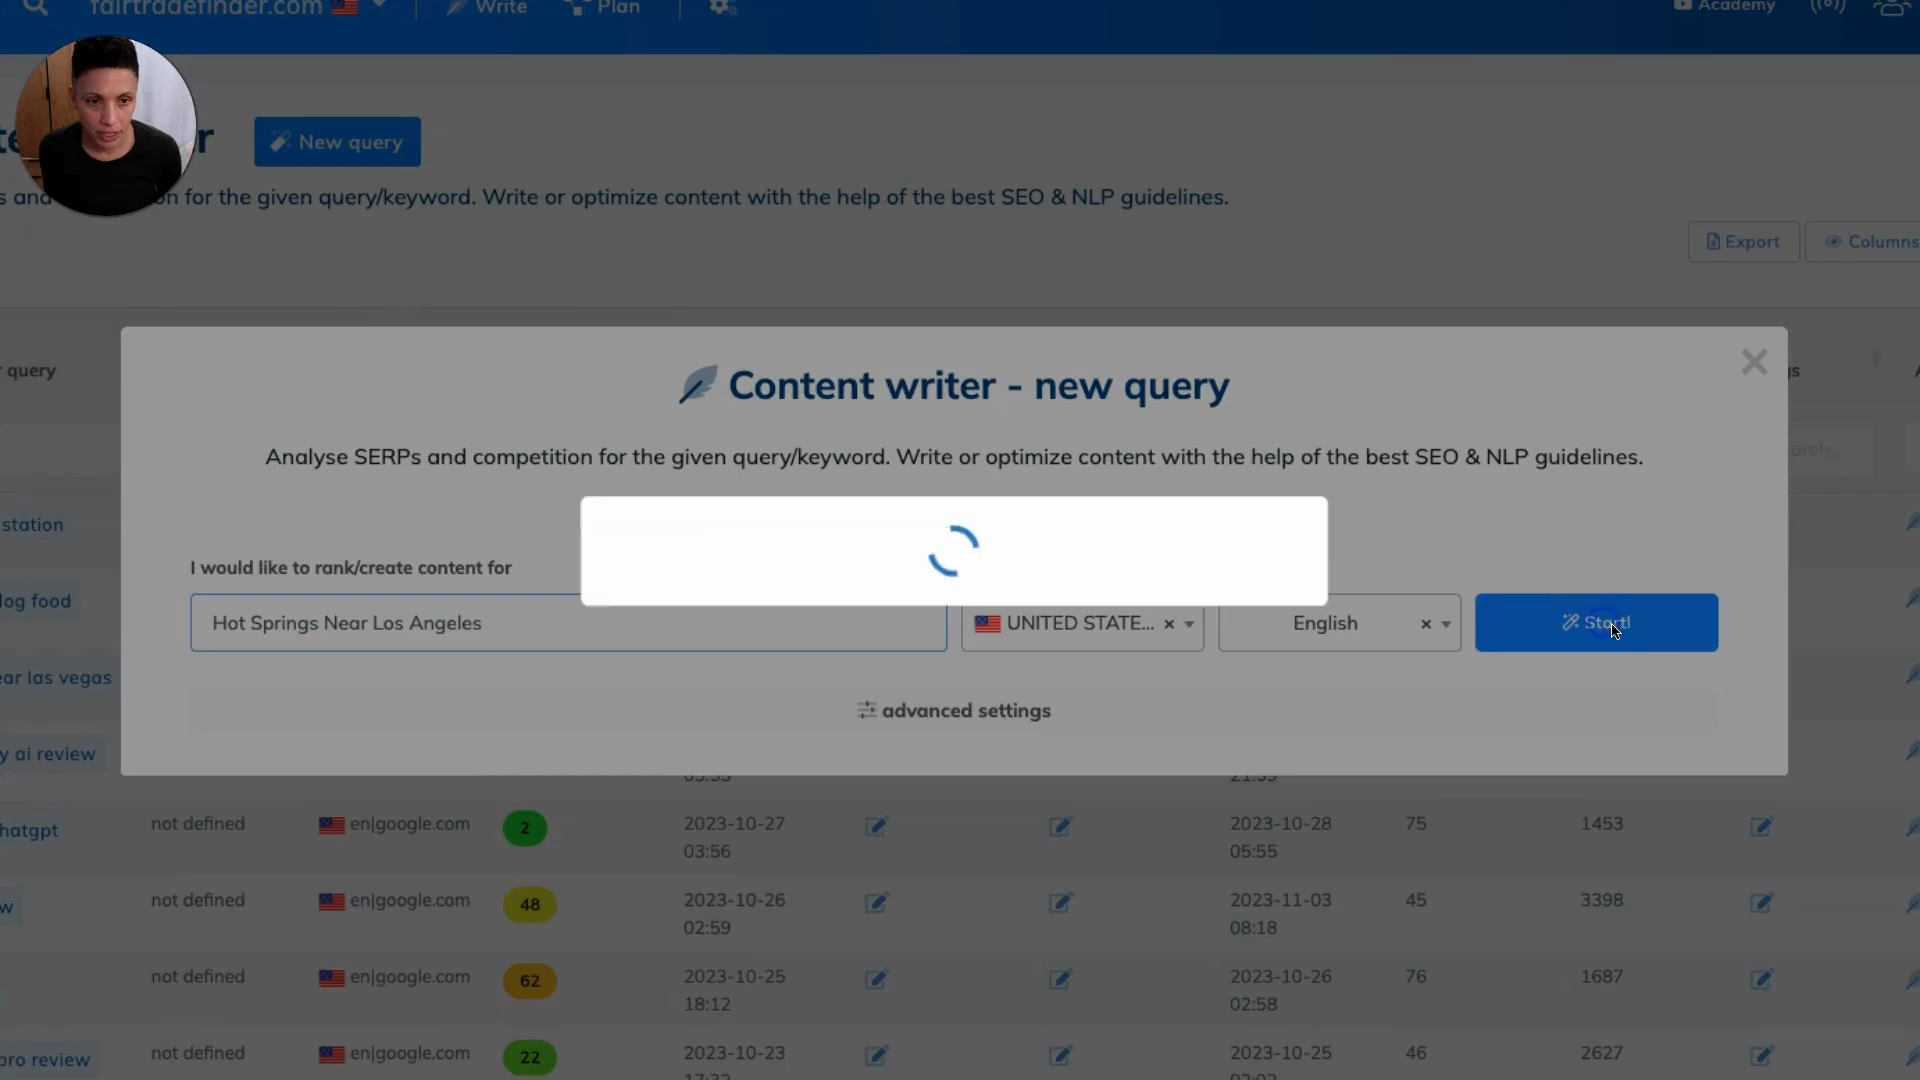 fairtradefinder.com Write Plan Academy
New query
for the given query/keyword. Write or optimize content with the help of the best SEO & NLP guidelines.
Export Columns
query
Content writer - new query
Analyse SERPs and competition for the given query/keyword. Write or optimize content with the help of the best SEO & NLP guidelines.
I would like to rank/create content for
Hot Springs Near Los Angeles UNITED STATE... × English × Start!
advanced settings
station
log food
ear las vegas
y ai review
05:55 21:59
hatgpt not defined en|google.com 2 2023-10-27 03:56 2023-10-28 05:55 75 1453
w not defined en|google.com 48 2023-10-26 02:59 2023-11-03 08:18 45 3398
not defined en|google.com 62 2023-10-25 18:12 2023-10-26 02:58 76 1687
pro review not defined en|google.com 22 2023-10-23 2023-10-25 46 2627